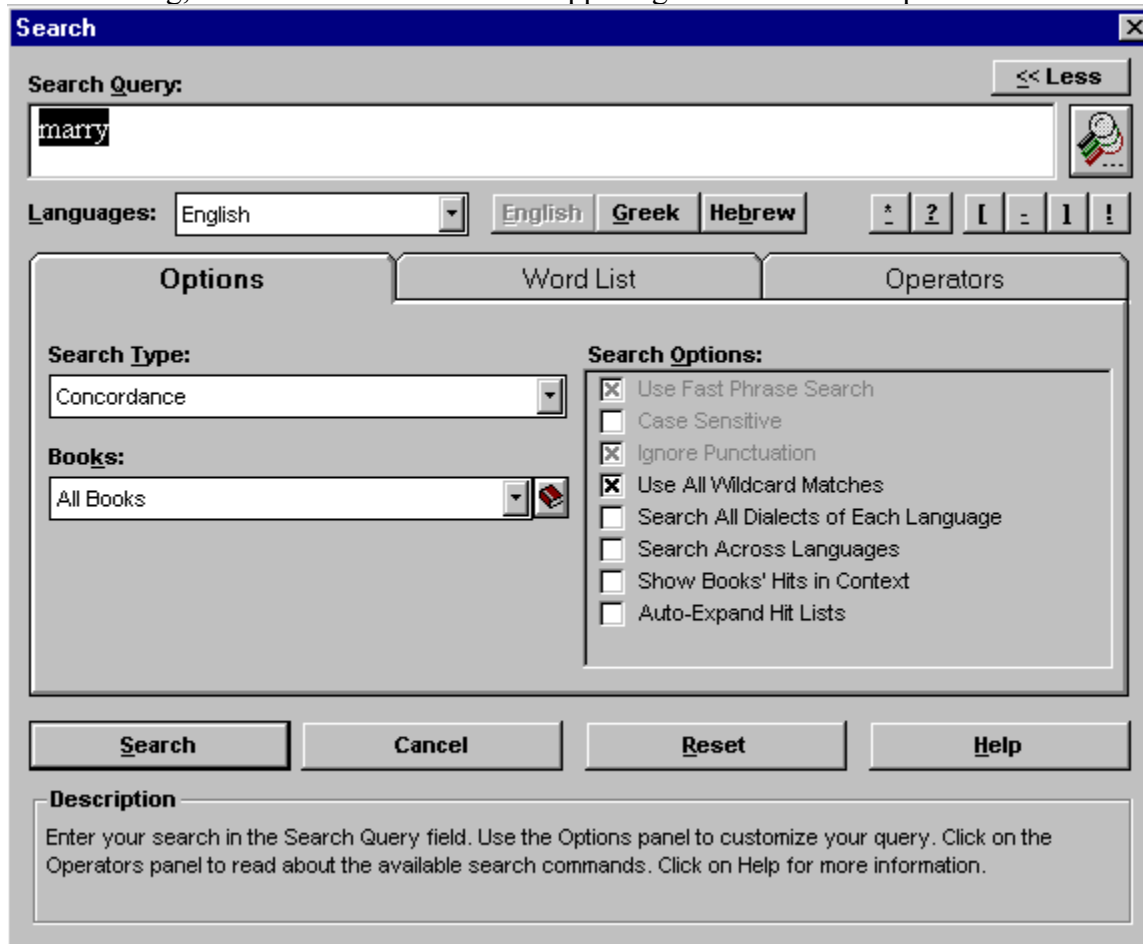 Search
<< Less
Search Query:
marry
Languages: English English Greek Hebrew * ? [ - ] !
Options Word List Operators
Search Type: Search Options:
Concordance
Use Fast Phrase Search
Case Sensitive
Books:
Ignore Punctuation
All Books
Use All Wildcard Matches
Search All Dialects of Each Language
Search Across Languages
Show Books' Hits in Context
Auto-Expand Hit Lists
Search Cancel Reset Help
Description
Enter your search in the Search Query field. Use the Options panel to customize your query. Click on the
Operators panel to read about the available search commands. Click on Help for more information.